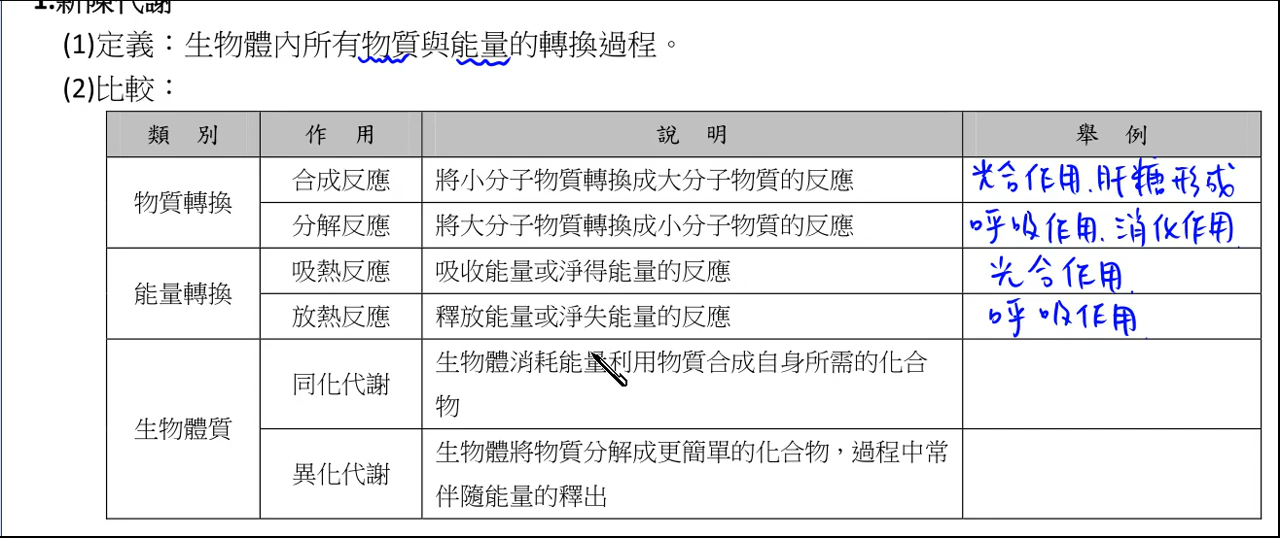 1.新陳代謝
(1)定義：生物體內所有物質與能量的轉換過程。
(2)比較：
類 別 作 用 說 明 舉 例
物質轉換
合成反應 將小分子物質轉換成大分子物質的反應 光合作用、肝糖形成
分解反應 將大分子物質轉換成小分子物質的反應 呼吸作用、消化作用
能量轉換
吸熱反應 吸收能量或淨得能量的反應 光合作用
放熱反應 釋放能量或淨失能量的反應 呼吸作用
生物體質
同化代謝 生物體消耗能量利用物質合成自身所需的化合
物
異化代謝 生物體將物質分解成更簡單的化合物，過程中常
伴隨能量的釋出